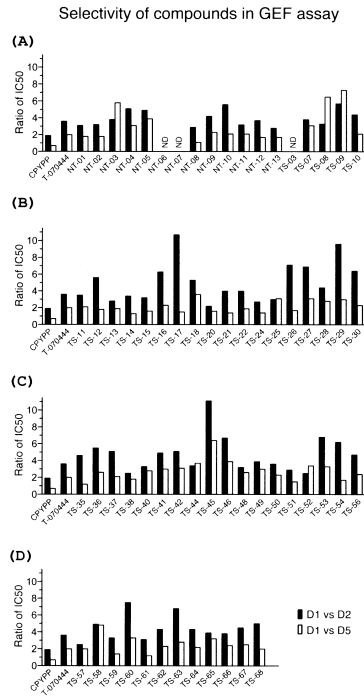 Selectivity of compounds in GEF assay
(A)
Ratio of IC50
10
8
6
4
2
0
ND ND ND
CPYPP T-070444 NT-01 NT-02 NT-03 NT-04 NT-05 NT-06 NT-07 NT-08 NT-09 NT-10 NT-11 NT-12 NT-13 TS-03 TS-07 TS-08 TS-09 TS-10
(B)
Ratio of IC50
10
8
6
4
2
0
CPYPP T-070444 TS-11 TS-12 TS-13 TS-14 TS-15 TS-16 TS-17 TS-18 TS-20 TS-21 TS-22 TS-24 TS-25 TS-26 TS-27 TS-28 TS-29 TS-30
(C)
Ratio of IC50
10
8
6
4
2
0
CPYPP T-070444 TS-35 TS-36 TS-37 TS-38 TS-40 TS-41 TS-42 TS-44 TS-45 TS-46 TS-48 TS-49 TS-50 TS-51 TS-52 TS-53 TS-54 TS-56
(D)
Ratio of IC50
10
8
6
4
2
0
CPYPP T-070444 TS-57 TS-58 TS-59 TS-60 TS-61 TS-62 TS-63 TS-64 TS-65 TS-66 TS-67 TS-68
D1 vs D2
D1 vs D5